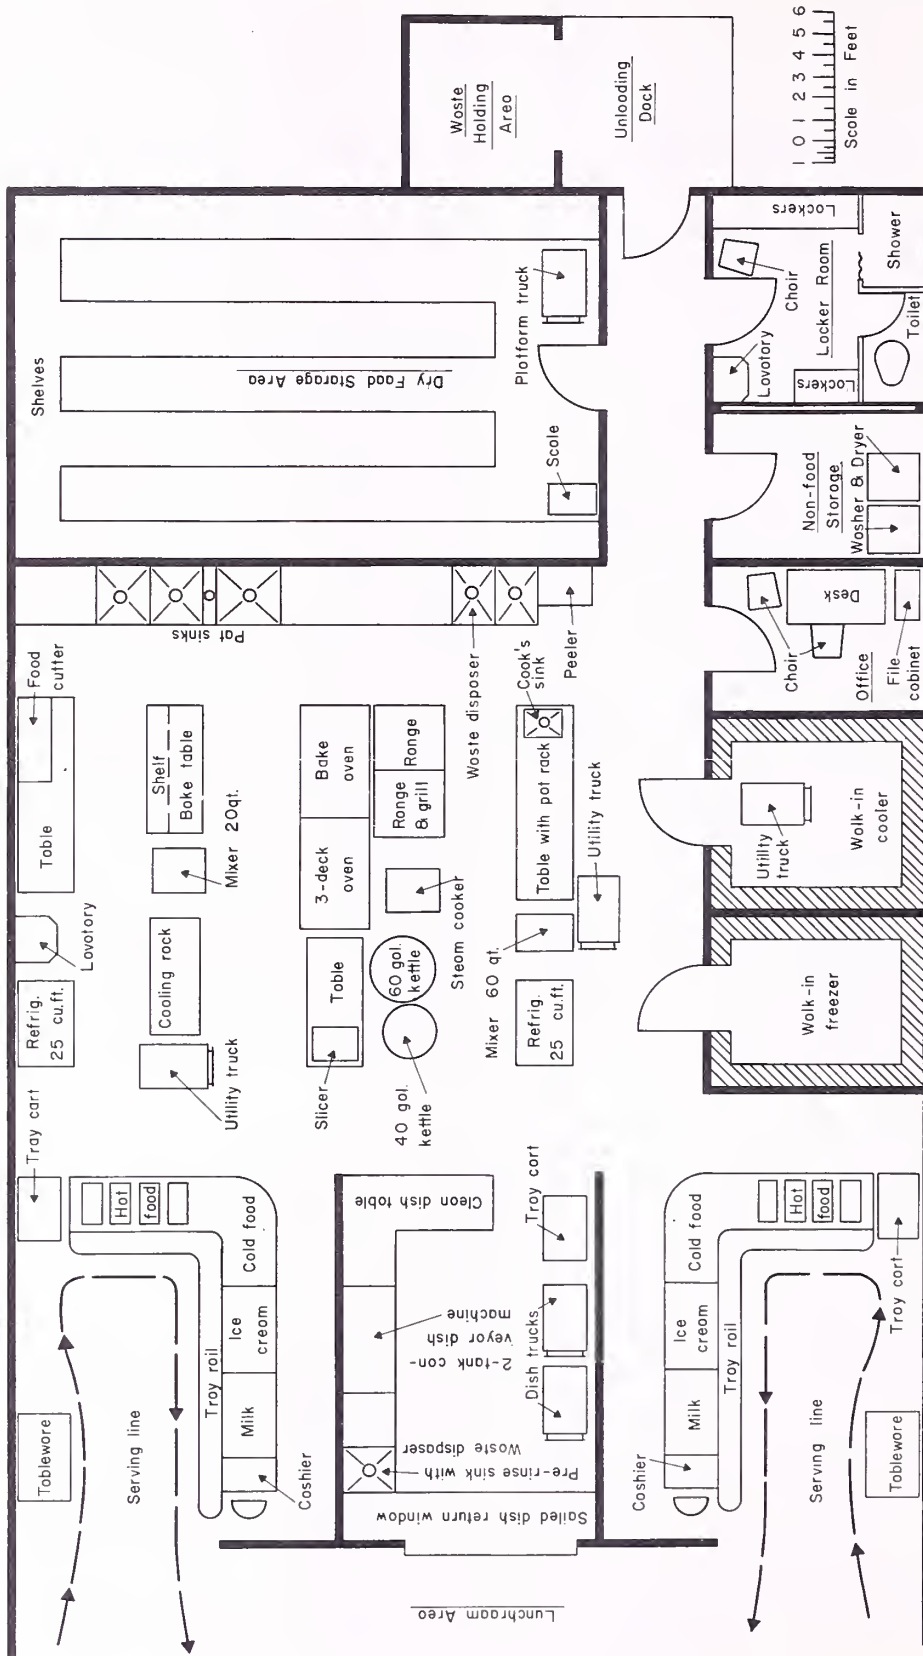 Waste
Holding
Area
Unloading
Dock
1 0 1 2 3 4 5 6
Scale in Feet
Shelves
Dry Food Storage Area
Platform truck
Scale
Lockers
Chair
Locker Room
Shower
Lavatory
Lockers
Toilet
Non-food
Storage
Washer & Dryer
Desk
Chair
Office
File
cabinet
Pot sinks
Waste disposer
Peeler
Food
cutter
Table
Shelf
Bake table
Mixer 20qt.
Bake
oven
3-deck
oven
Range
Range
& grill
Cook's
sink
Table with pot rack
Utility truck
Utility
truck
Walk-in
cooler
Lavatory
Refrig.
25 cu.ft.
Cooling rack
Utility truck
Steam cooker
Table
Slicer
60 gal.
kettle
40 gal.
kettle
Mixer 60 qt.
Refrig.
25 cu.ft.
Walk-in
freezer
Tray cart
Hot
food
Cold food
Ice
cream
Milk
Tray rail
Cashier
Serving line
Tableware
Clean dish table
2-tank con-
veyor dish
machine
Pre-rinse sink with
Waste disposer
Soiled dish return window
Tray cart
Dish trucks
Hot
food
Cold food
Ice
cream
Milk
Tray rail
Cashier
Tray cart
Serving line
Tableware
Lunchroom Area